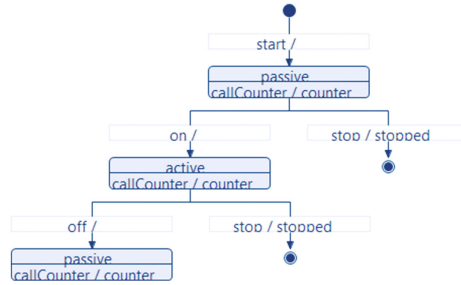 start /
passive
callCounter / counter
on /
stop / stopped
active
callCounter / counter
off /
stop / stopped
passive
callCounter / counter